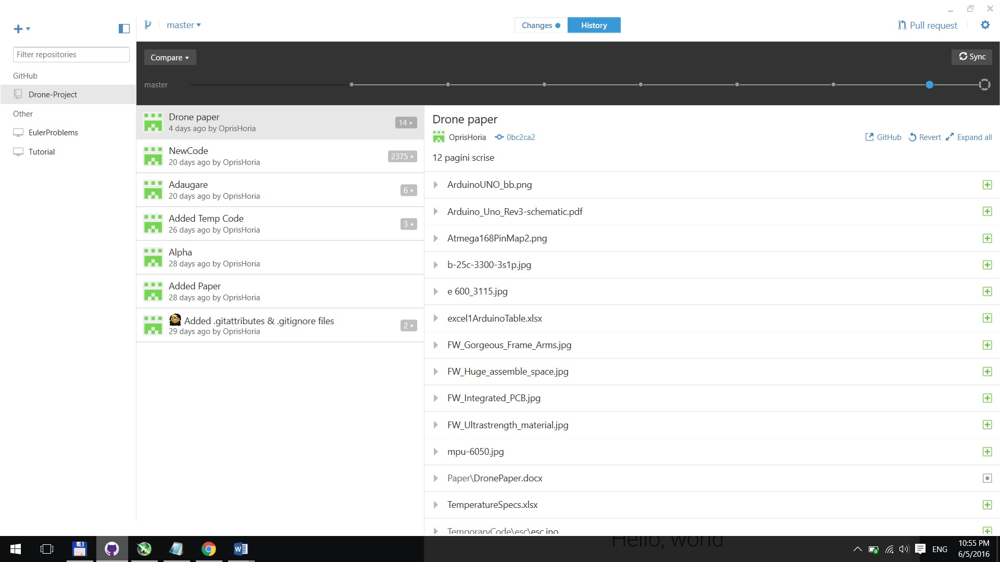 master
Changes
History
Pull request
Filter repositories
GitHub
Drone-Project
Other
EulerProblems
Tutorial
Compare
Sync
master
Drone paper
4 days ago by OprisHoria
14
NewCode
20 days ago by OprisHoria
2375
Adaugare
20 days ago by OprisHoria
6
Added Temp Code
26 days ago by OprisHoria
3
Alpha
28 days ago by OprisHoria
Added Paper
28 days ago by OprisHoria
Added .gitattributes & .gitignore files
29 days ago by OprisHoria
2
Drone paper
OprisHoria 0bc2ca2
GitHub Revert Expand all
12 pagini scrise
ArduinoUNO_bb.png
Arduino_Uno_Rev3-schematic.pdf
Atmega168PinMap2.png
b-25c-3300-3s1p.jpg
e 600_3115.jpg
excel1ArduinoTable.xlsx
FW_Gorgeous_Frame_Arms.jpg
FW_Huge_assemble_space.jpg
FW_Integrated_PCB.jpg
FW_Ultrastrength_material.jpg
mpu-6050.jpg
Paper\DronePaper.docx
TemperatureSpecs.xlsx
TemporaryCode\esc\esc.ino
Hello, world
ENG
10:55 PM
6/5/2016